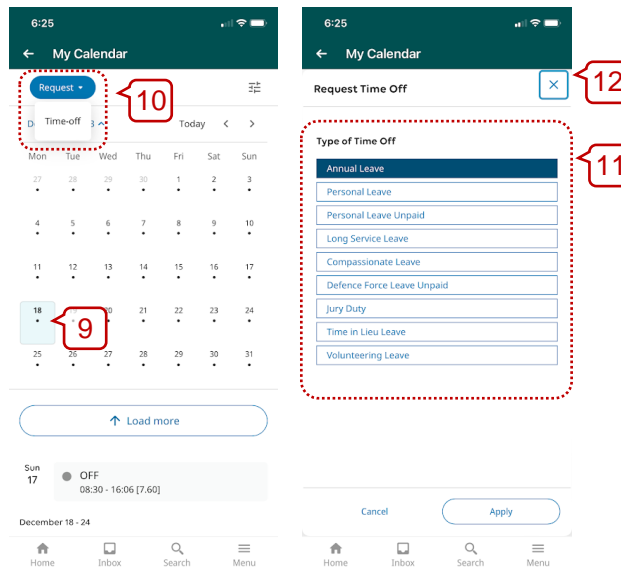 6:25
My Calendar
Request
10
Time-off
Today
Mon Tue Wed Thu Fri Sat Sun
27 28 29 30 1 2 3
4 5 6 7 8 9 10
11 12 13 14 15 16 17
18 20 21 22 23 24
9
25 26 27 28 29 30 31
Load more
Sun
17
OFF
08:30 - 16:06 [7.60]
December 18 - 24
Home Inbox Search Menu
6:25
My Calendar
Request Time Off
12
Type of Time Off
11
Annual Leave
Personal Leave
Personal Leave Unpaid
Long Service Leave
Compassionate Leave
Defence Force Leave Unpaid
Jury Duty
Time in Lieu Leave
Volunteering Leave
Cancel Apply
Home Inbox Search Menu